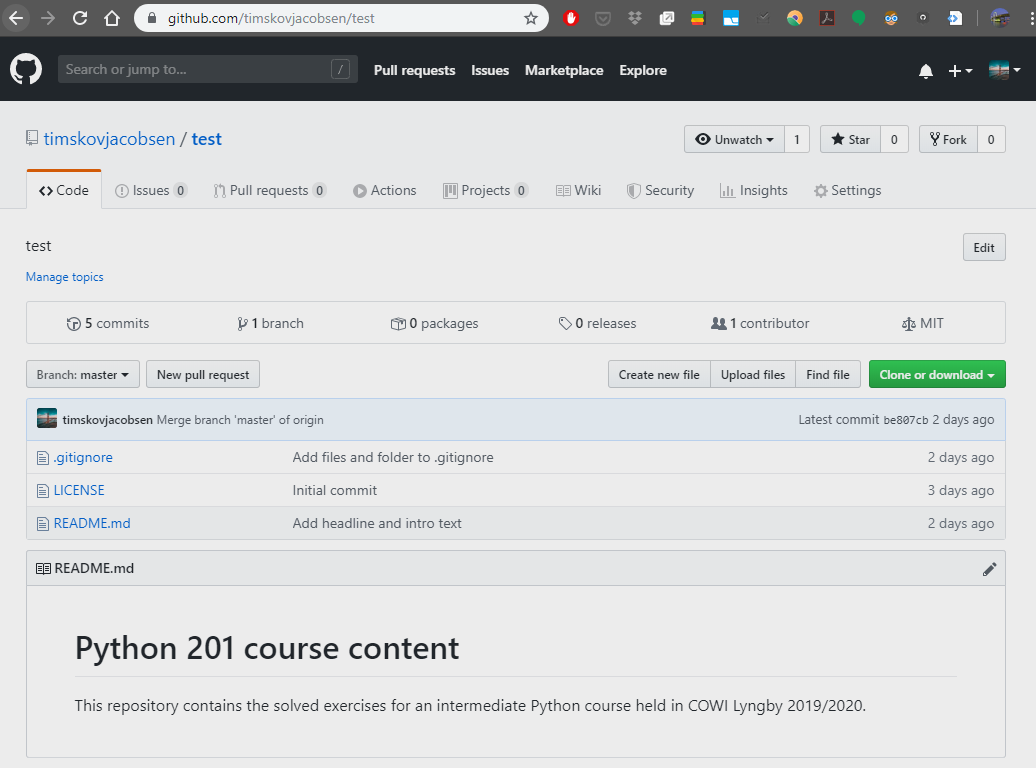 github.com/timskovjacobsen/test
Search or jump to... / Pull requests Issues Marketplace Explore
timskovjacobsen / test Unwatch 1 Star 0 Fork 0
Code Issues 0 Pull requests 0 Actions Projects 0 Wiki Security Insights Settings
test Edit
Manage topics
5 commits 1 branch 0 packages 0 releases 1 contributor MIT
Branch: master New pull request Create new file Upload files Find file Clone or download
timskovjacobsen Merge branch 'master' of origin Latest commit be807cb 2 days ago
.gitignore Add files and folder to .gitignore 2 days ago
LICENSE Initial commit 3 days ago
README.md Add headline and intro text 2 days ago
README.md
Python 201 course content
This repository contains the solved exercises for an intermediate Python course held in COWI Lyngby 2019/2020.